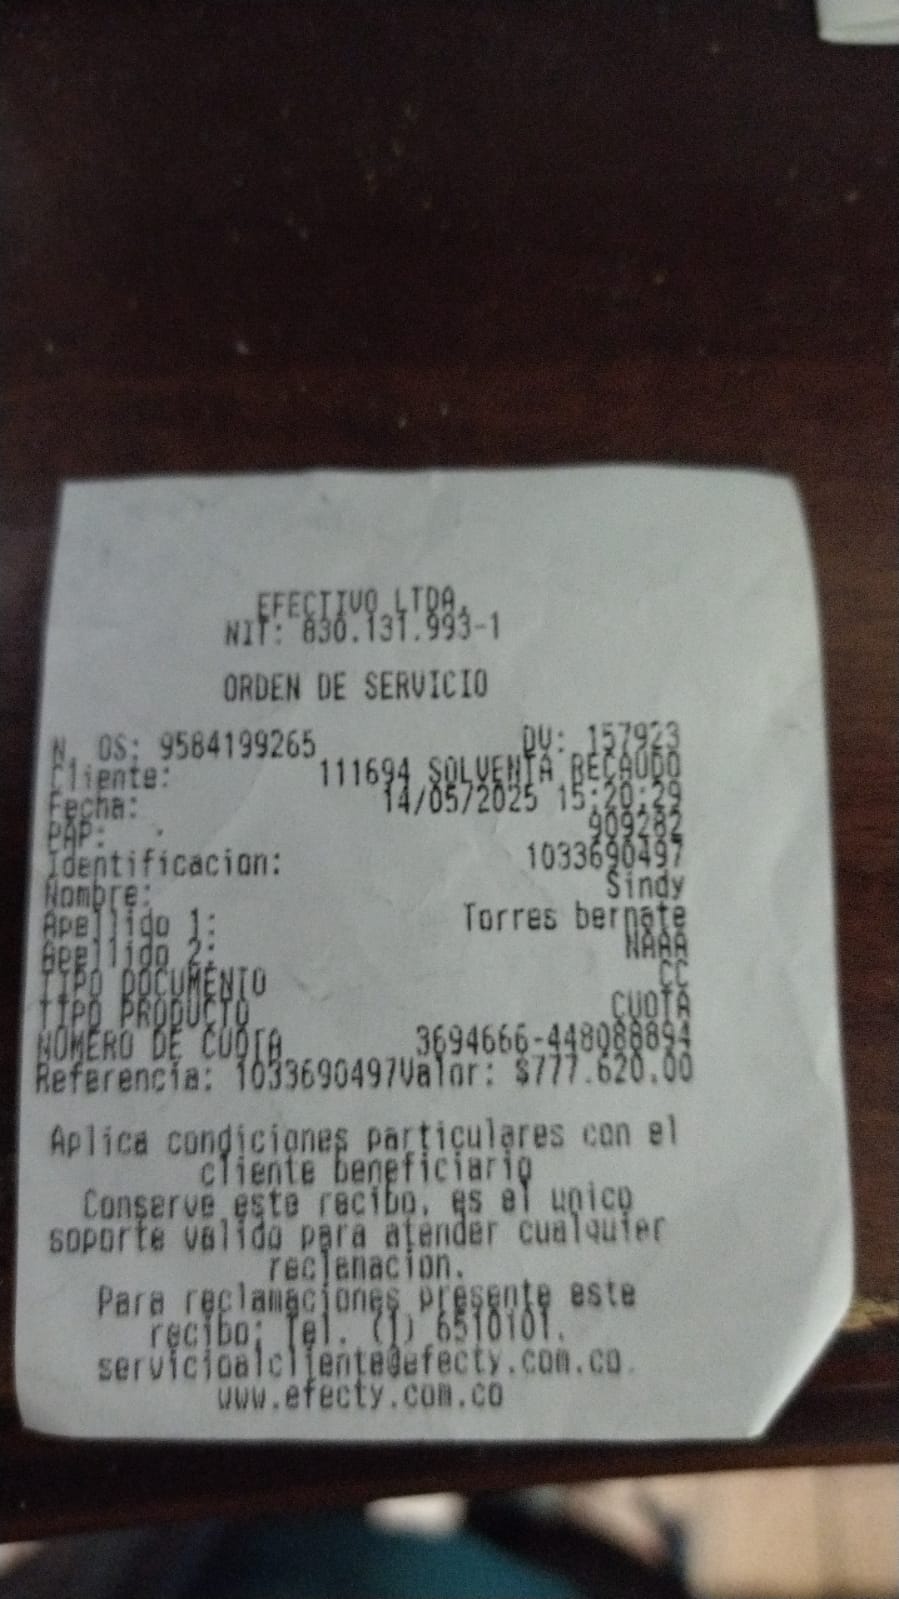 EFECTIVO LTDA.
NIT: 830.131.993-1
ORDEN DE SERVICIO
N. OS: 9584199265 DV: 157923
Cliente: 111694 SOLVENTA RECAUDO
Fecha: 14/05/2025 15:20:29
PAP: 909282
Identificacion: 1033690497
Nombre: Sindy
Apellido 1: Torres bernate
Apellido 2: NAAA
TIPO DOCUMENTO CC
TIPO PRODUCTO CUOTA
NUMERO DE CUOTA 3694666-448088894
Referencia: 1033690497Valor: $777.620.00
Aplica condiciones particulares con el
cliente beneficiario
Conserve este recibo, es el unico
soporte valido para atender cualquier
reclamacion.
Para reclamaciones presente este
recibo: Tel. (1) 6510101.
servicioalcliente@efecty.com.co.
www.efecty.com.co